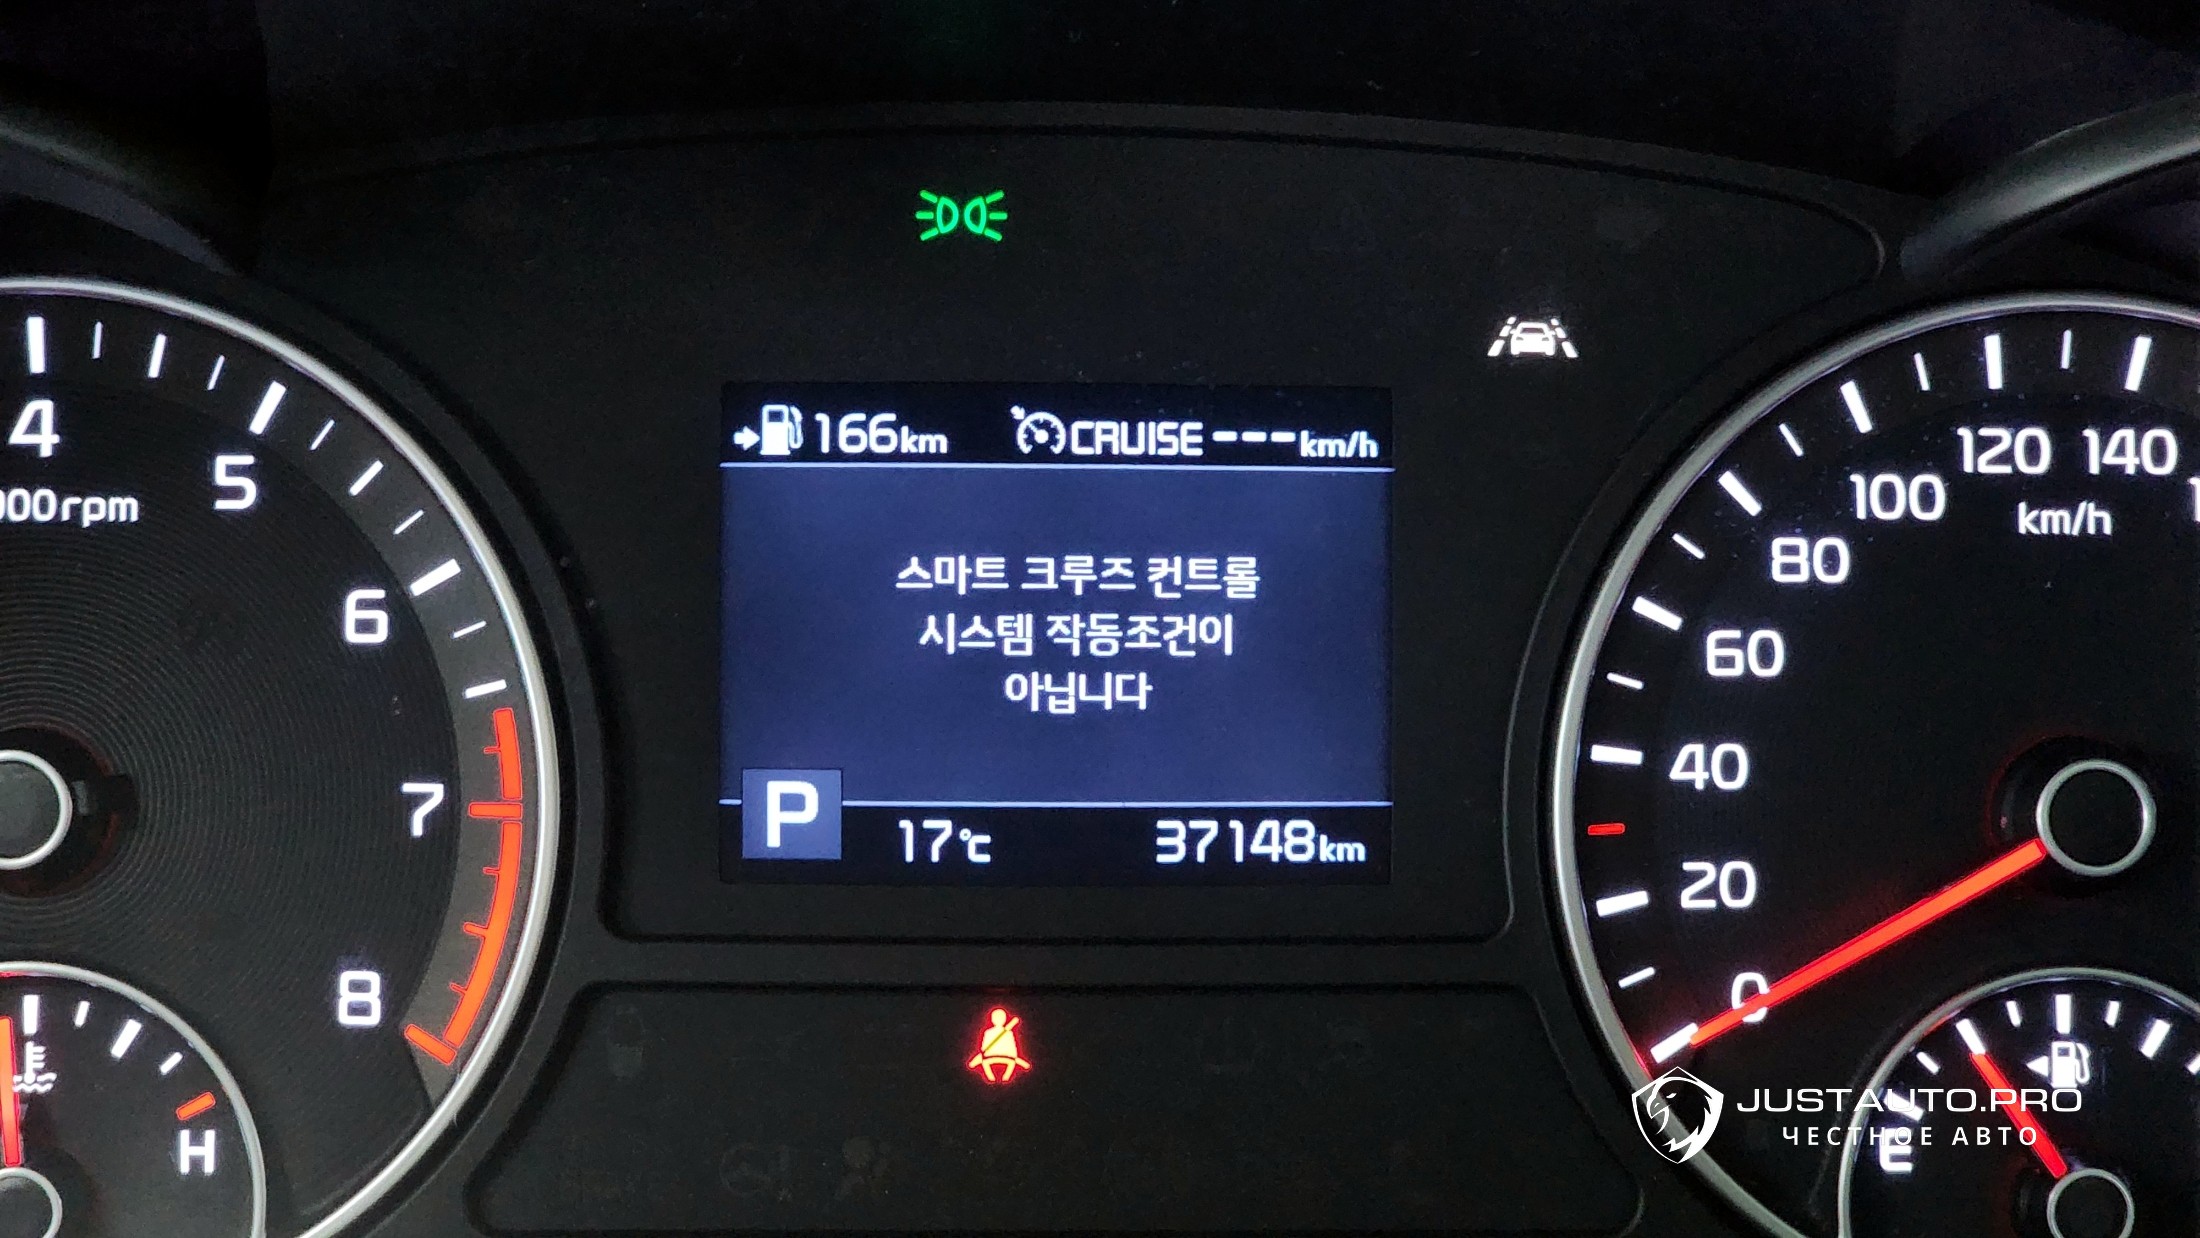 4
5
000rpm
6
7
8
H
166km CRUISE ---km/h
스마트 크루즈 컨트롤
시스템 작동조건이
아닙니다
P 17℃ 37148km
120 140
100
km/h
80
60
40
20
0
E
JUSTAUTO.PRO
ЧЕСТНОЕ АВТО